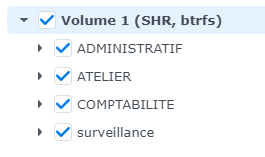 Volume 1 (SHR, btrfs)
ADMINISTRATIF
ATELIER
COMPTABILITE
surveillance